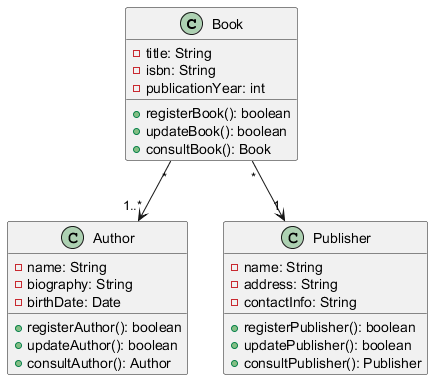 C Book
title: String
isbn: String
publicationYear: int
registerBook(): boolean
updateBook(): boolean
consultBook(): Book
* *
1..* 1
C Author
name: String
biography: String
birthDate: Date
registerAuthor(): boolean
updateAuthor(): boolean
consultAuthor(): Author
C Publisher
name: String
address: String
contactInfo: String
registerPublisher(): boolean
updatePublisher(): boolean
consultPublisher(): Publisher